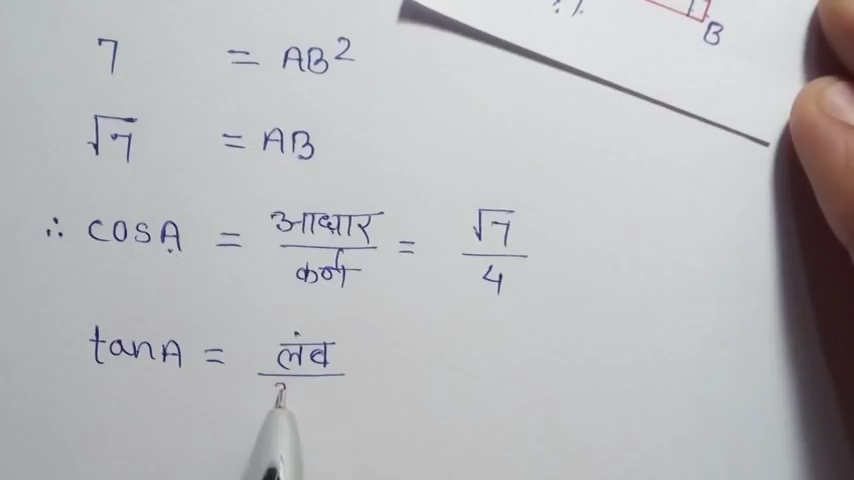 B
7 = AB²
√7 = AB
∴ cosA = आधार/कर्ण = √7/4
tanA = लंब/